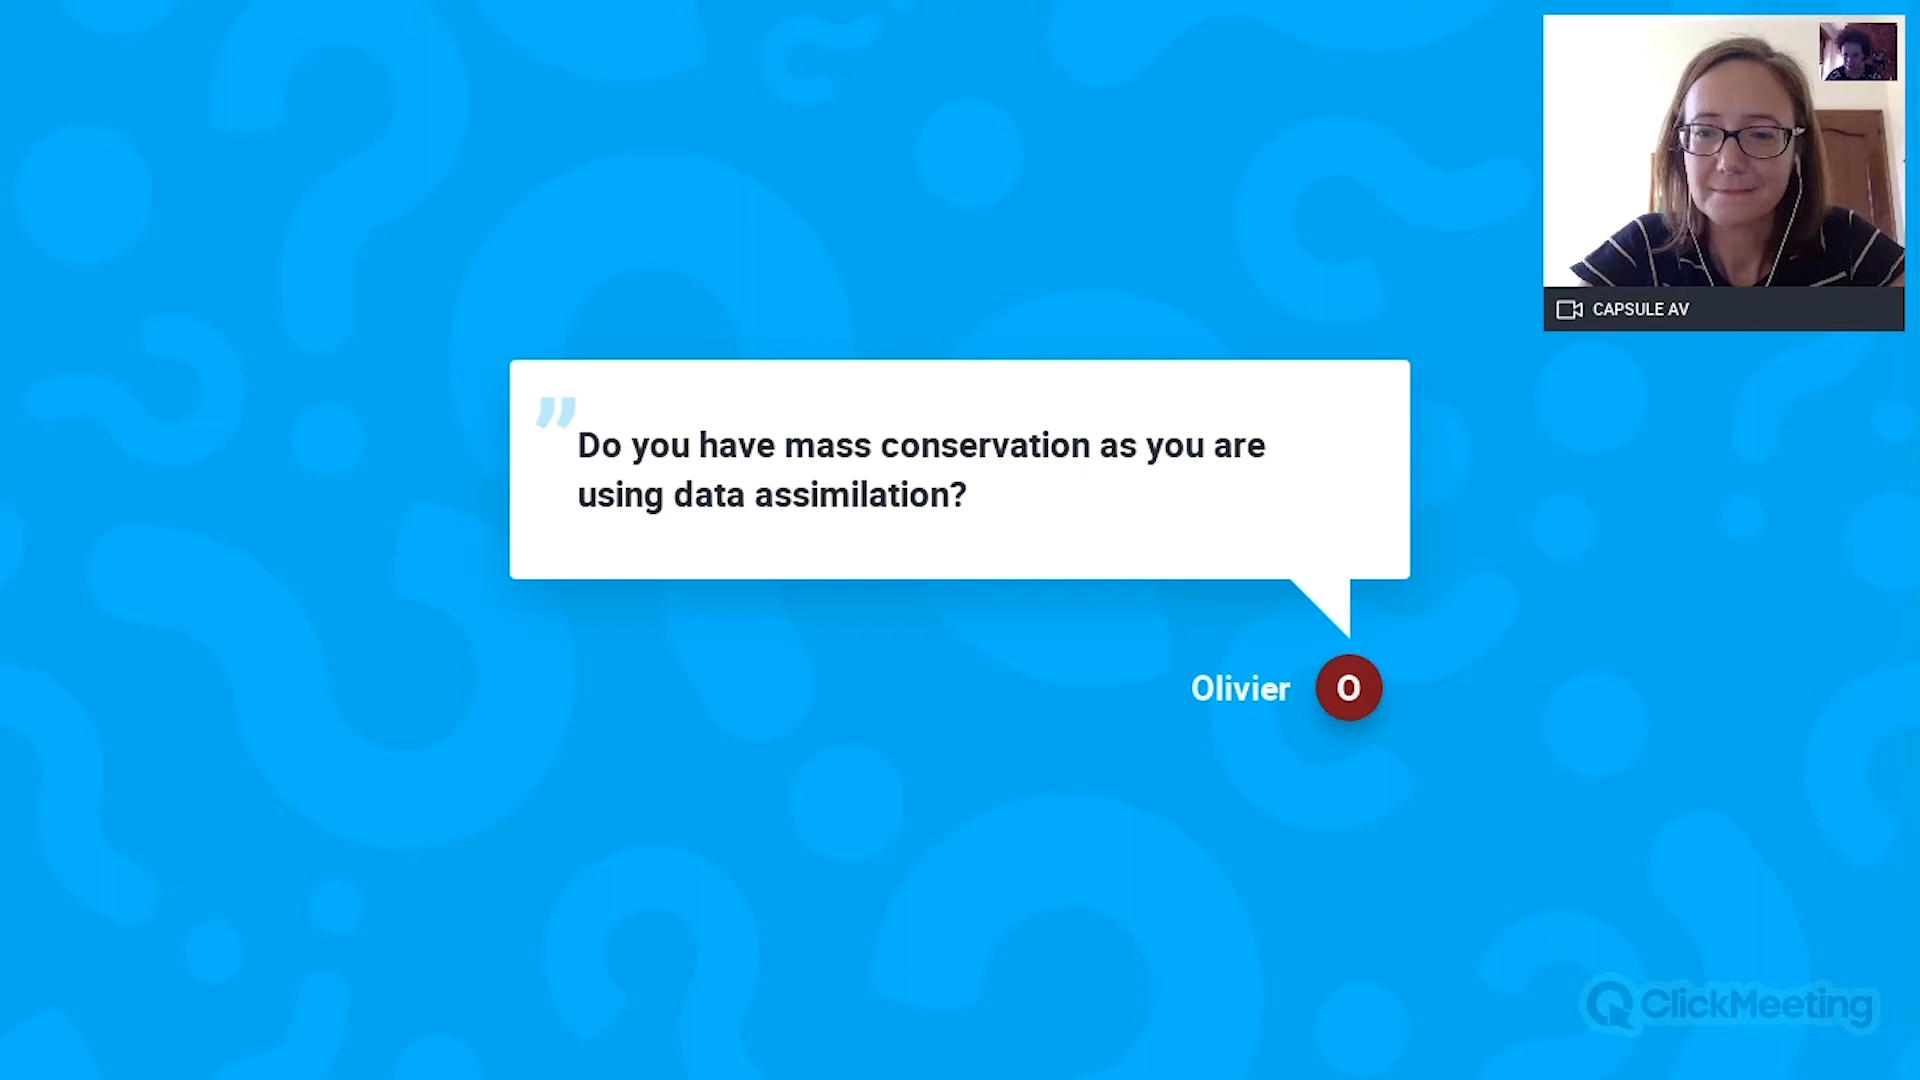 CAPSULE AV
"
Do you have mass conservation as you are
using data assimilation?
Olivier
O
ClickMeeting